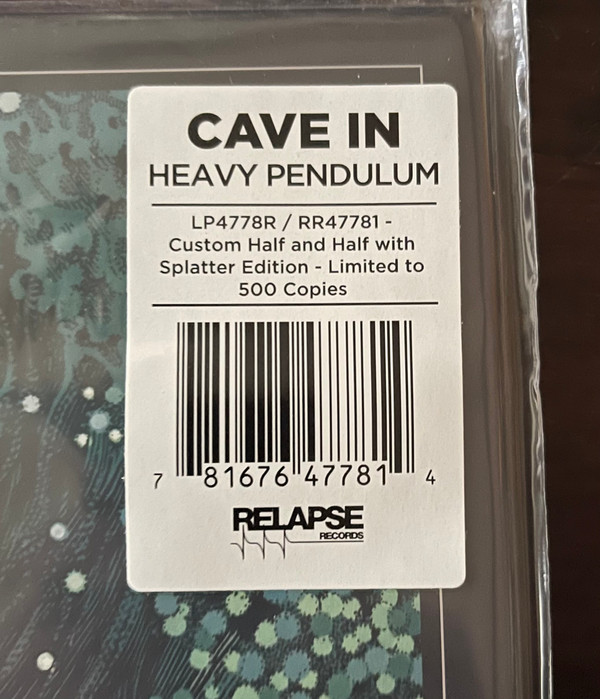 CAVE IN
HEAVY PENDULUM
LP4778R / RR47781 -
Custom Half and Half with
Splatter Edition - Limited to
500 Copies
7 81676 47781 4
RELAPSE
RECORDS